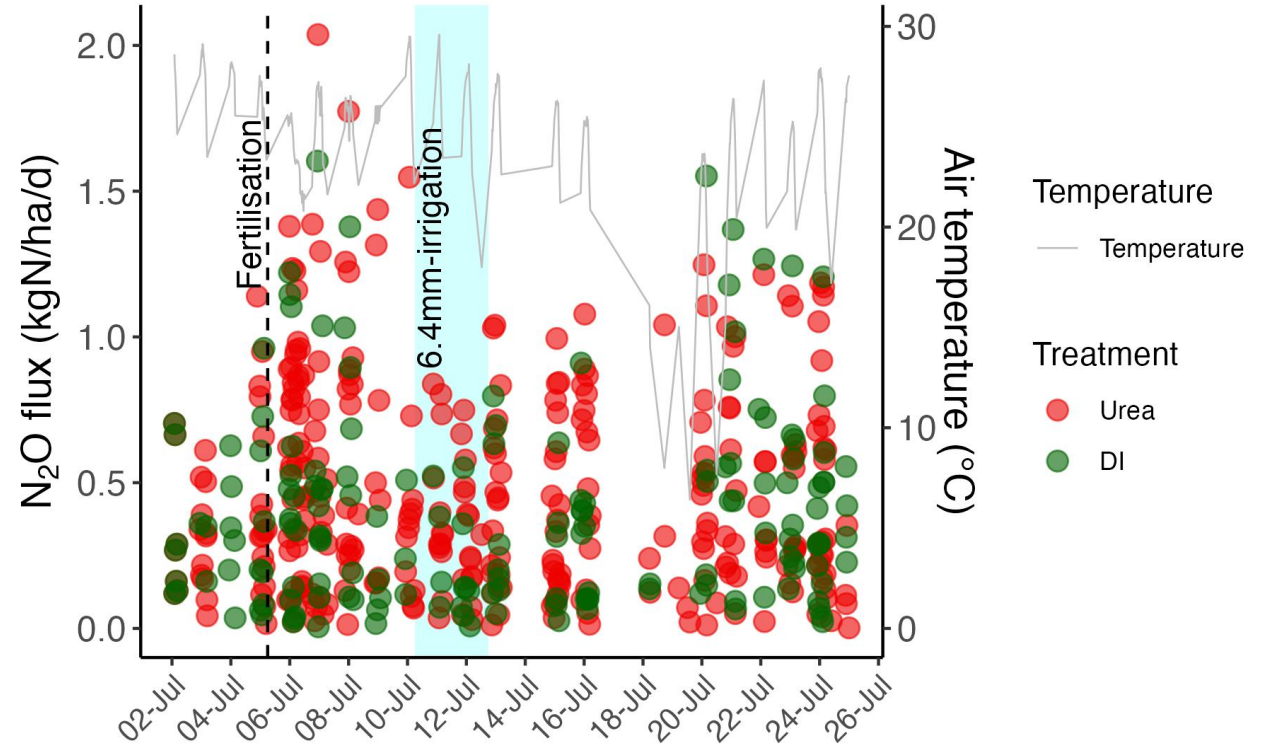 N₂O flux (kgN/ha/d)
2.0
1.5
1.0
0.5
0.0
Fertilisation
6.4mm-irrigation
30
20
10
0
Air temperature (°C)
02-Jul
04-Jul
06-Jul
08-Jul
10-Jul
12-Jul
14-Jul
16-Jul
18-Jul
20-Jul
22-Jul
24-Jul
26-Jul
Temperature
Temperature
Treatment
Urea
DI